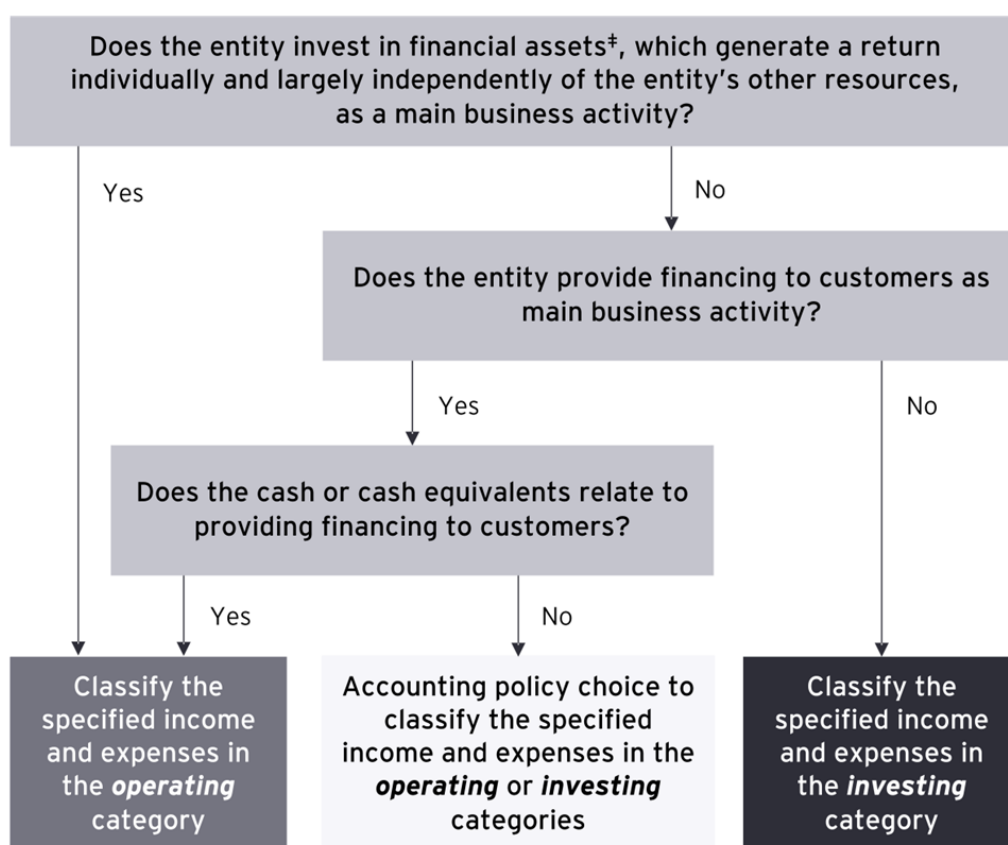 Does the entity invest in financial assets‡, which generate a return
individually and largely independently of the entity's other resources,
as a main business activity?
Yes
No
Does the entity provide financing to customers as
main business activity?
Yes
No
Does the cash or cash equivalents relate to
providing financing to customers?
Yes
No
Classify the
specified income
and expenses in
the operating
category
Accounting policy choice to
classify the specified
income and expenses in the
operating or investing
categories
Classify the
specified income
and expenses in
the investing
category